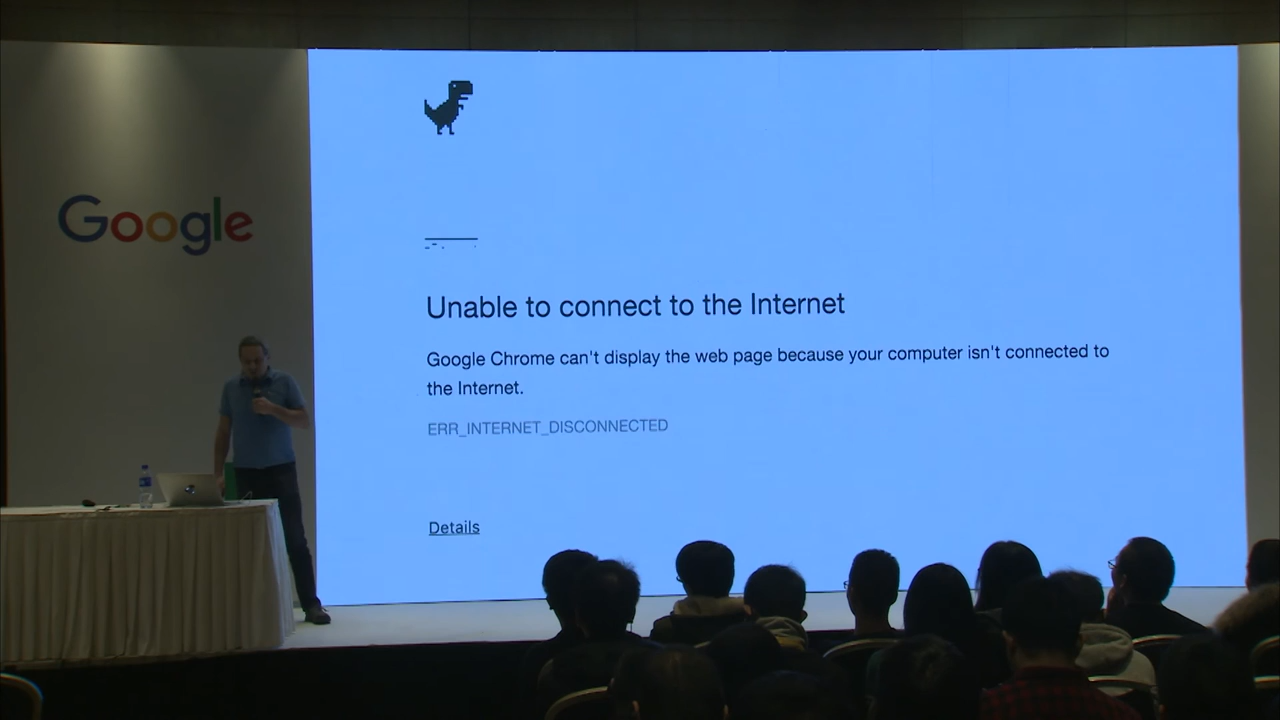 Google
Unable to connect to the Internet
Google Chrome can't display the web page because your computer isn't connected to
the Internet.
ERR_INTERNET_DISCONNECTED
Details